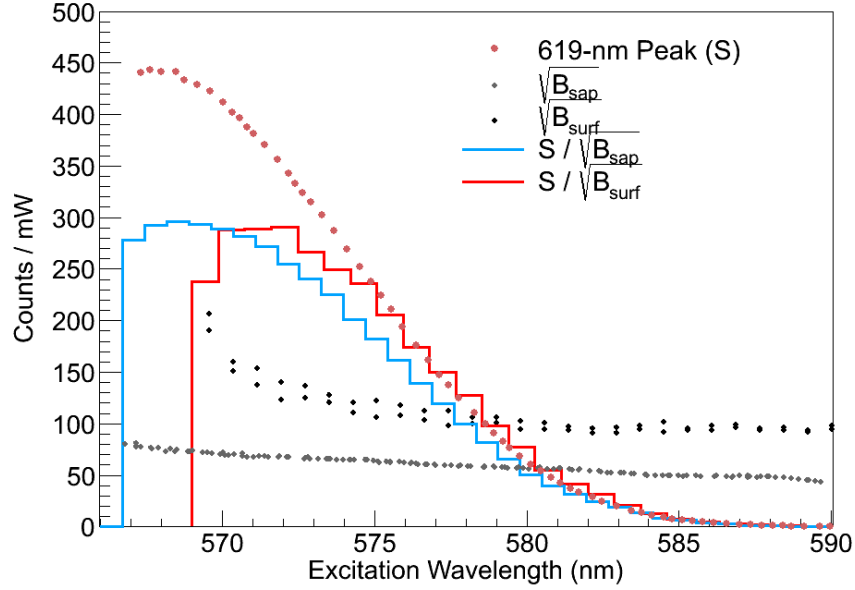 500
450
400
350
300
250
200
150
100
50
0
Counts / mW
619-nm Peak (S)
√B_sap
√B_surf
S / √B_sap
S / √B_surf
570 575 580 585 590
Excitation Wavelength (nm)